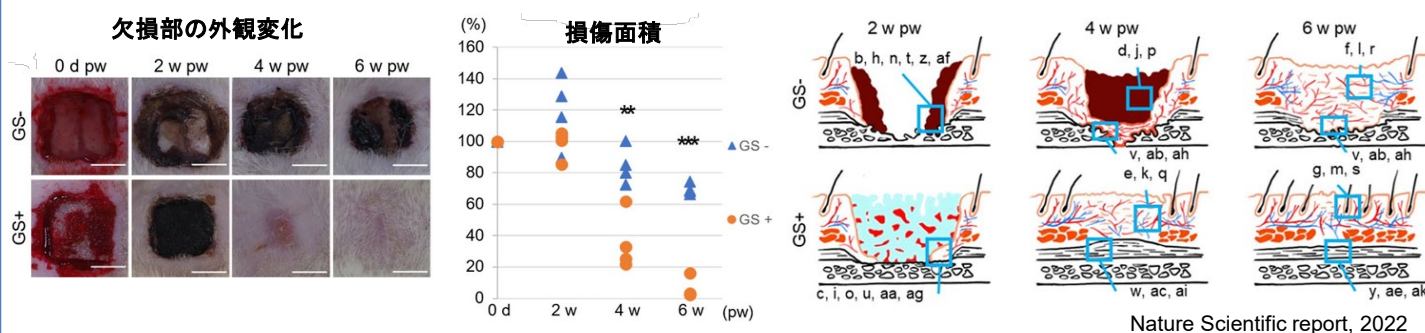 欠損部の外観変化
0 d pw
2 w pw
4 w pw
6 w pw
GS-
GS+
(%)
損傷面積
160
140
120
100
80
60
40
20
0
**
***
0 d
2 w
4 w
6 w
(pw)
GS -
GS +
2 w pw
4 w pw
6 w pw
GS-
b, h, n, t, z, af
d, j, p
v, ab, ah
f, l, r
v, ab, ah
GS+
c, i, o, u, aa, ag
e, k, q
w, ac, ai
g, m, s
y, ae, ak
Nature Scientific report, 2022